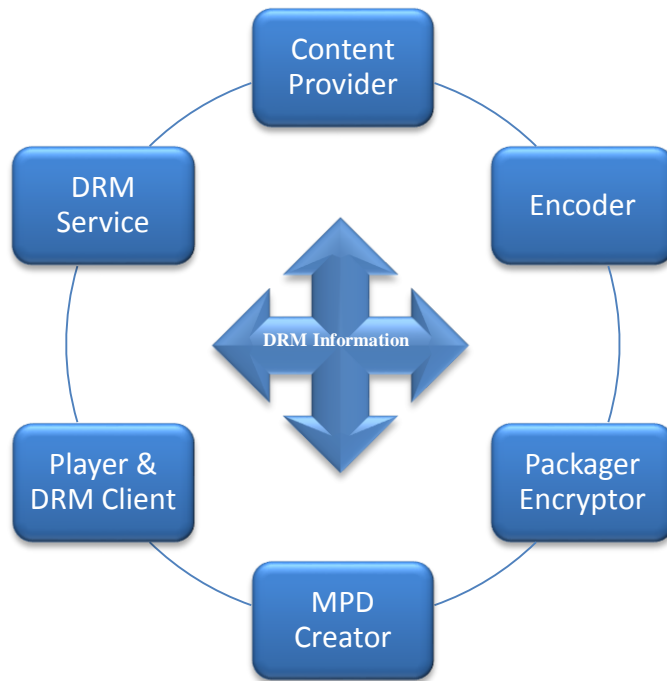 Content
Provider
DRM
Service
Encoder
DRM Information
Player &
DRM Client
Packager
Encryptor
MPD
Creator